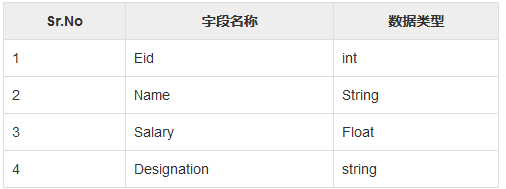 Sr.No 字段名称 数据类型
1 Eid int
2 Name String
3 Salary Float
4 Designation string